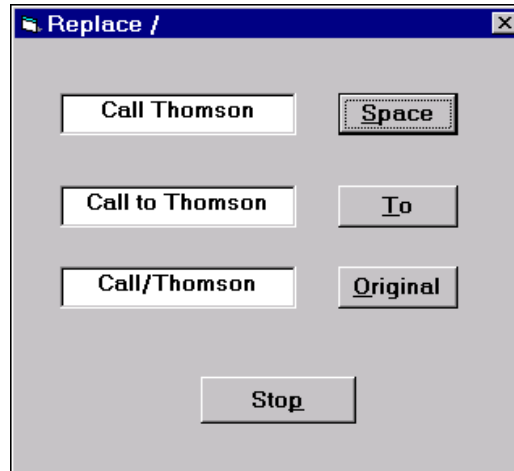 Replace /
Call Thomson
Space
Call to Thomson
To
Call/Thomson
Original
Stop